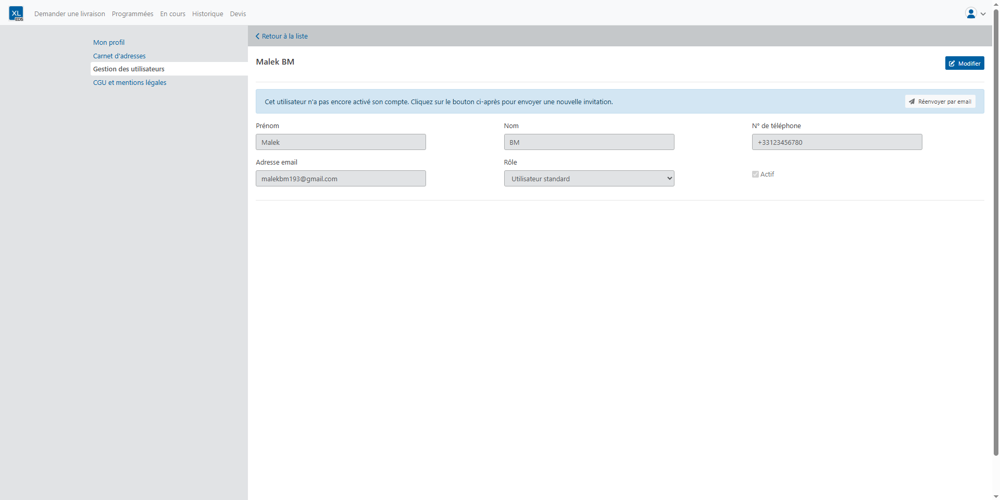 XL
EDS
Demander une livraison Programmées En cours Historique Devis
Mon profil
Carnet d'adresses
Gestion des utilisateurs
CGU et mentions légales
Retour à la liste
Malek BM
Modifier
Cet utilisateur n'a pas encore activé son compte. Cliquez sur le bouton ci-après pour envoyer une nouvelle invitation.
Réenvoyer par email
Prénom Nom N° de téléphone
Malek BM +33123456780
Adresse email Rôle
malekbm193@gmail.com Utilisateur standard Actif